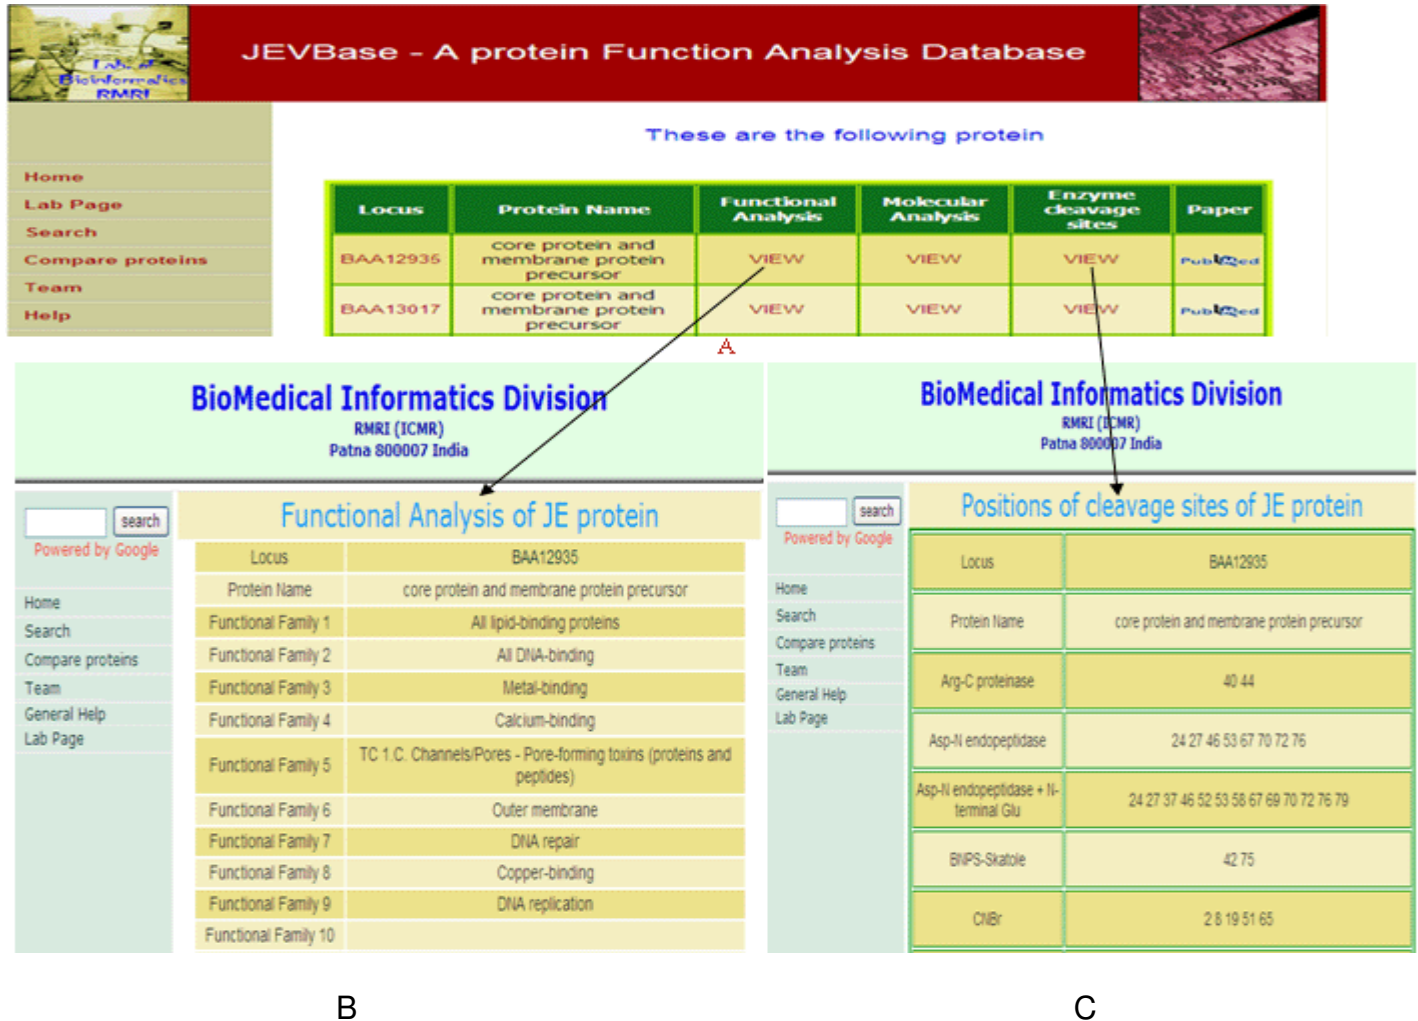 Lab. of
Bioinformatics
RMRI
JEVBase - A protein Function Analysis Database
Home
Lab Page
Search
Compare proteins
Team
Help
These are the following protein
Locus Protein Name Functional Analysis Molecular Analysis Enzyme cleavage sites Paper
BAA12935 core protein and membrane protein precursor VIEW VIEW VIEW PubMed
BAA13017 core protein and membrane protein precursor VIEW VIEW VIEW PubMed
A
BioMedical Informatics Division
RMRI (ICMR)
Patna 800007 India
search
Powered by Google
Home
Search
Compare proteins
Team
General Help
Lab Page
Functional Analysis of JE protein
Locus BAA12935
Protein Name core protein and membrane protein precursor
Functional Family 1 All lipid-binding proteins
Functional Family 2 All DNA-binding
Functional Family 3 Metal-binding
Functional Family 4 Calcium-binding
Functional Family 5 TC 1.C. Channels/Pores - Pore-forming toxins (proteins and peptides)
Functional Family 6 Outer membrane
Functional Family 7 DNA repair
Functional Family 8 Copper-binding
Functional Family 9 DNA replication
Functional Family 10
B
BioMedical Informatics Division
RMRI (ICMR)
Patna 800007 India
search
Powered by Google
Home
Search
Compare proteins
Team
General Help
Lab Page
Positions of cleavage sites of JE protein
Locus BAA12935
Protein Name core protein and membrane protein precursor
Arg-C proteinase 40 44
Asp-N endopeptidase 24 27 46 53 67 70 72 76
Asp-N endopeptidase + N-terminal Glu 24 27 37 46 52 53 58 67 69 70 72 76 79
BNPS-Skatole 42 75
CNBr 2 8 19 51 65
C